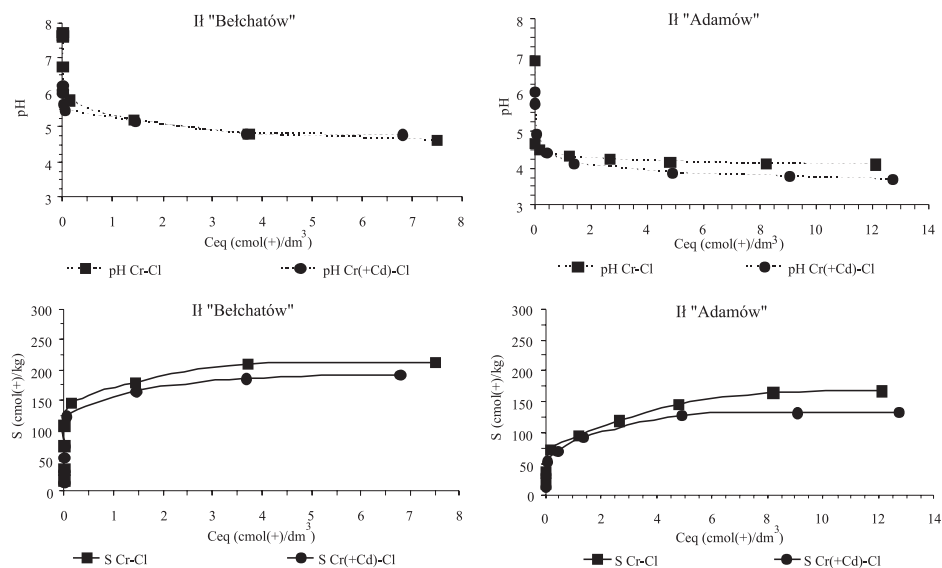 Ił "Bełchatów"
8
7
6
5
4
3
pH
0 1 2 3 4 5 6 7 8
Ceq (cmol(+)/dm³)
pH Cr-Cl pH Cr(+Cd)-Cl
Ił "Adamów"
8
7
6
5
4
3
pH
0 2 4 6 8 10 12 14
Ceq (cmol(+)/dm³)
pH Cr-Cl pH Cr(+Cd)-Cl
Ił "Bełchatów"
300
250
200
150
100
50
0
S (cmol(+)/kg)
0 1 2 3 4 5 6 7 8
Ceq (cmol(+)/dm³)
S Cr-Cl S Cr(+Cd)-Cl
Ił "Adamów"
300
250
200
150
100
50
0
S (cmol(+)/kg)
0 2 4 6 8 10 12 14
Ceq (cmol(+)/dm³)
S Cr-Cl S Cr(+Cd)-Cl